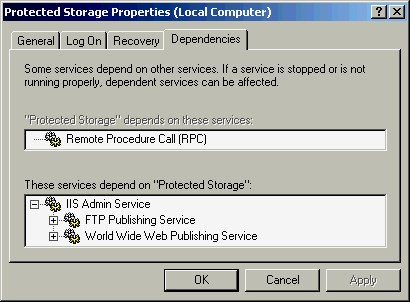 Protected Storage Properties (Local Computer)
General
Log On
Recovery
Dependencies
Some services depend on other services. If a service is stopped or is not
running properly, dependent services can be affected.
"Protected Storage" depends on these services:
Remote Procedure Call (RPC)
These services depend on "Protected Storage":
IIS Admin Service
FTP Publishing Service
World Wide Web Publishing Service
OK
Cancel
Apply